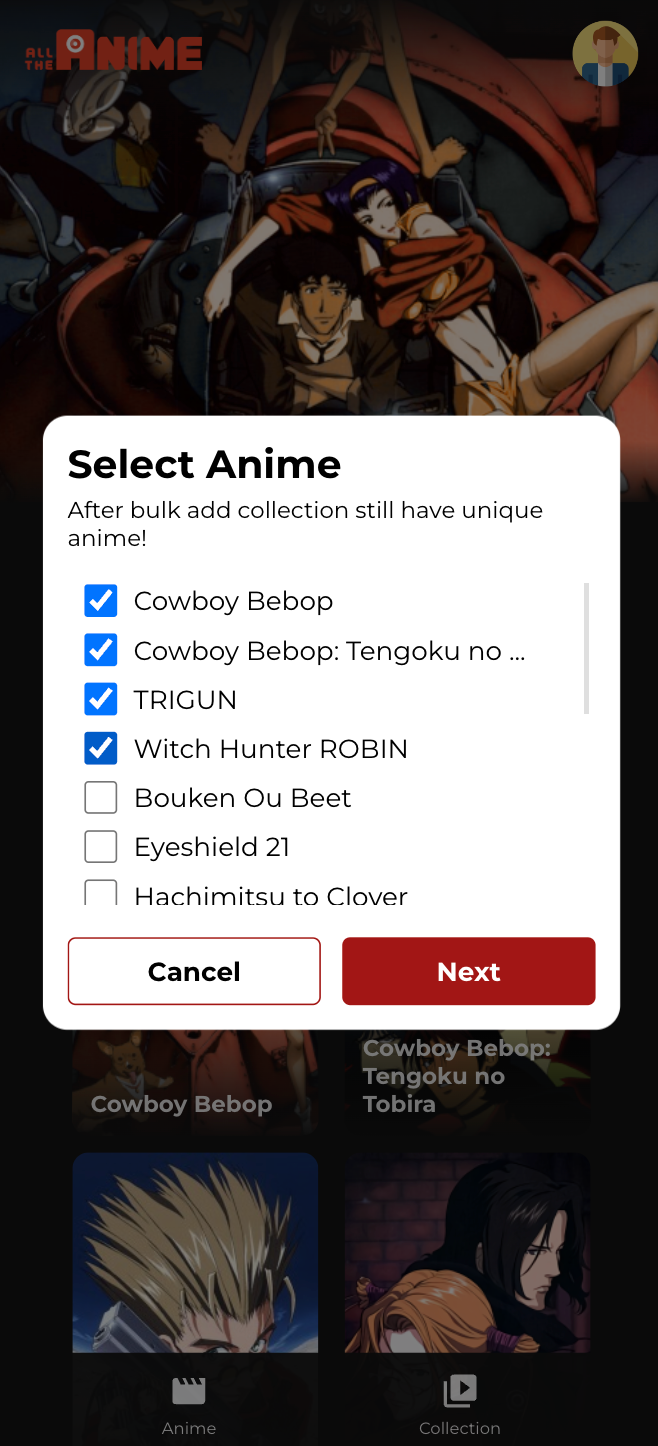 ALL THE ANIME
Select Anime
After bulk add collection still have unique
anime!
Cowboy Bebop
Cowboy Bebop: Tengoku no ...
TRIGUN
Witch Hunter ROBIN
Bouken Ou Beet
Eyeshield 21
Hachimitsu to Clover
Cancel
Next
Cowboy Bebop
Cowboy Bebop:
Tengoku no
Tobira
Anime
Collection